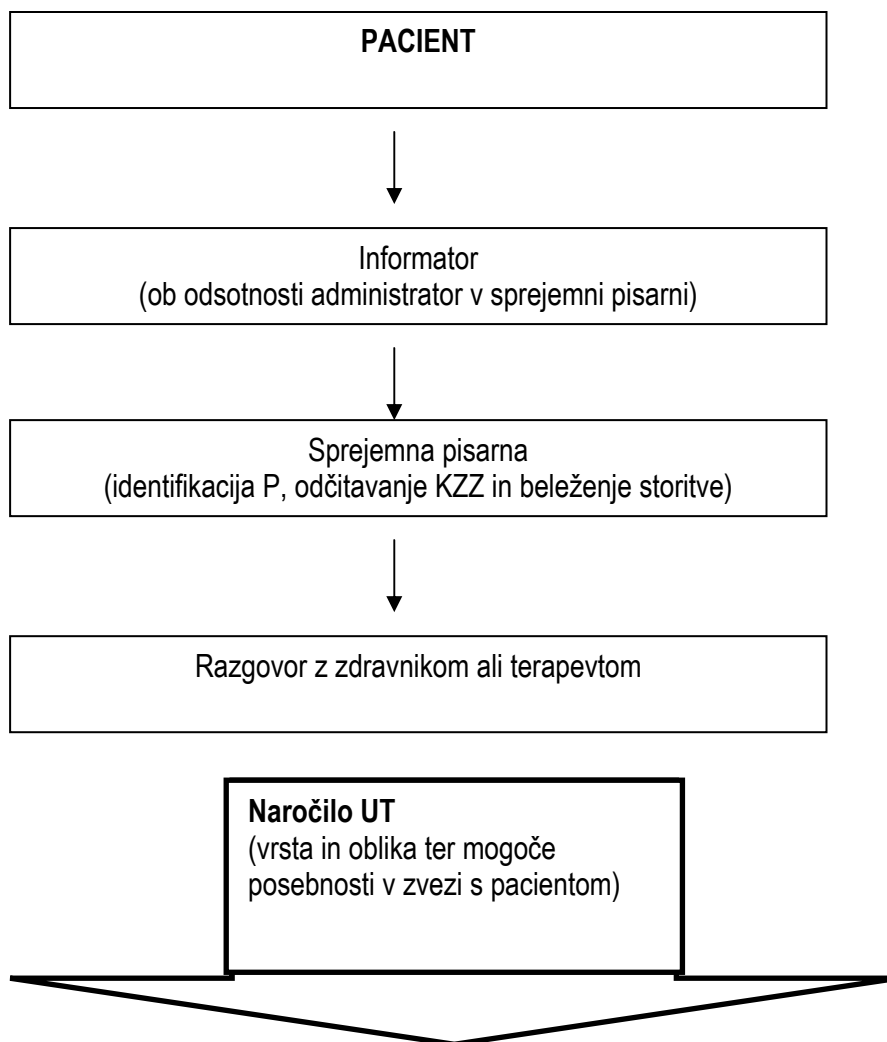 PACIENT
Informator
(ob odsotnosti administrator v sprejemni pisarni)
Sprejemna pisarna
(identifikacija P, odčitavanje KZZ in beleženje storitve)
Razgovor z zdravnikom ali terapevtom
Naročilo UT
(vrsta in oblika ter mogoče
posebnosti v zvezi s pacientom)